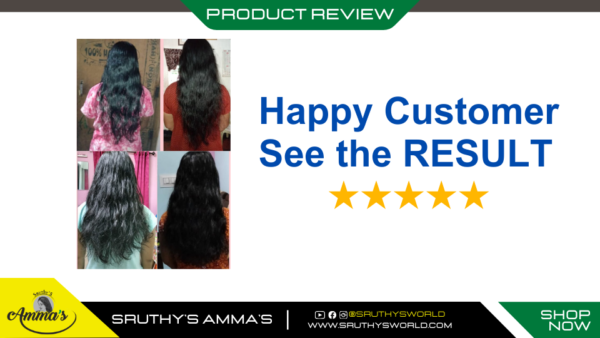 PRODUCT REVIEW
Happy Customer
See the RESULT
Amma's
SRUTHY'S AMMA'S
@SRUTHYSWORLD
WWW.SRUTHYSWORLD.COM
SHOP
NOW